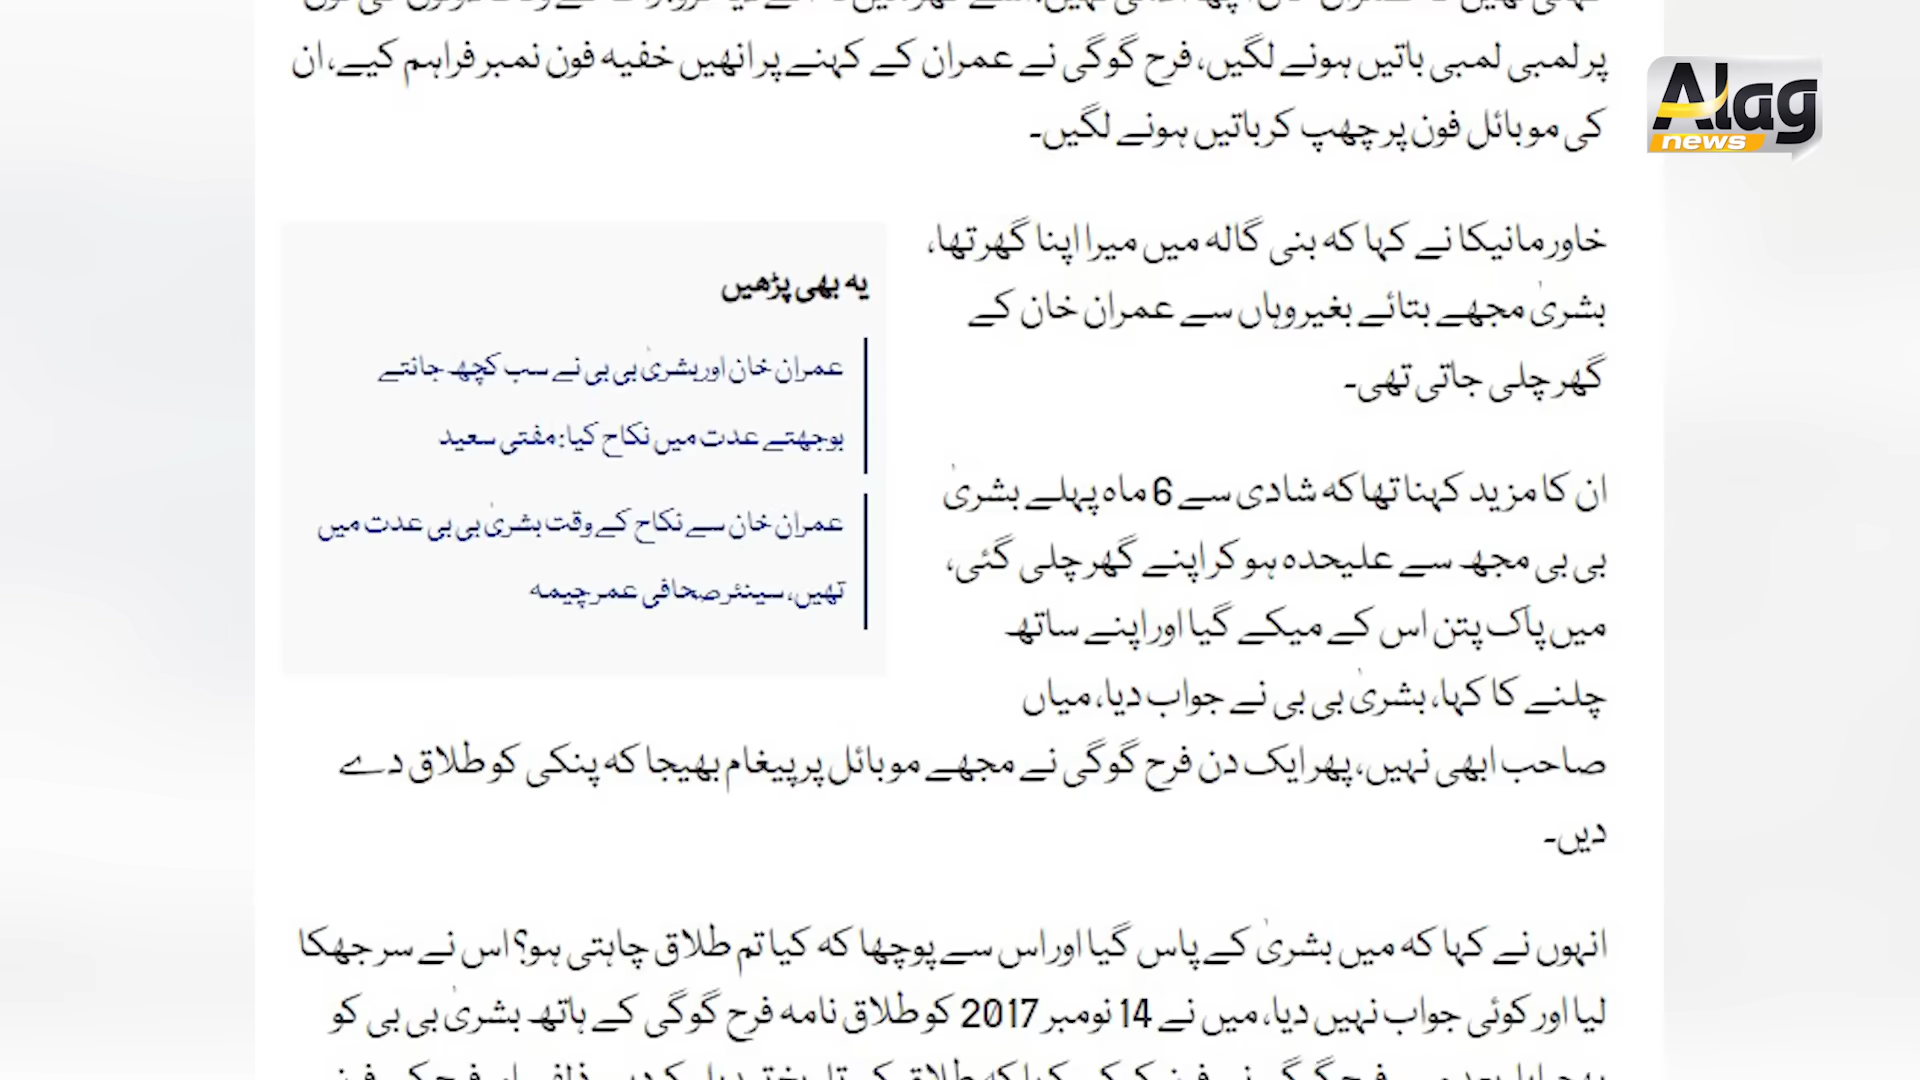 پر لمبی لمبی باتیں ہونے لگیں، فرح گوگی نے عمران کے کہنے پر انھیں خفیہ فون نمبر فراہم کیے، ان
کی موبائل فون پر چھپ کر باتیں ہونے لگیں۔
Alag
news
خاور مانیکا نے کہا کہ بنی گالہ میں میرا اپنا گھر تھا،
بشریٰ مجھے بتائے بغیر وہاں سے عمران خان کے
گھر چلی جاتی تھی۔
یہ بھی پڑھیں
عمران خان اور بشریٰ بی بی نے سب کچھ جانتے
بوجھتے عدت میں نکاح کیا: مفتی سعید
عمران خان سے نکاح کے وقت بشریٰ بی بی عدت میں
تھیں، سینئر صحافی عمر چیمہ
ان کا مزید کہنا تھا کہ شادی سے 6 ماہ پہلے بشریٰ
بی بی مجھ سے علیحدہ ہو کر اپنے گھر چلی گئی،
میں پاک پتن اس کے میکے گیا اور اپنے ساتھ
چلنے کا کہا، بشریٰ بی بی نے جواب دیا، میاں
صاحب ابھی نہیں، پھر ایک دن فرح گوگی نے مجھے موبائل پر پیغام بھیجا کہ پنکی کو طلاق دے
دیں۔
انہوں نے کہا کہ میں بشریٰ کے پاس گیا اور اس سے پوچھا کہ کیا تم طلاق چاہتی ہو؟ اس نے سر جھکا
لیا اور کوئی جواب نہیں دیا، میں نے 14 نومبر 2017 کو طلاق نامہ فرح گوگی کے ہاتھ بشریٰ بی بی کو